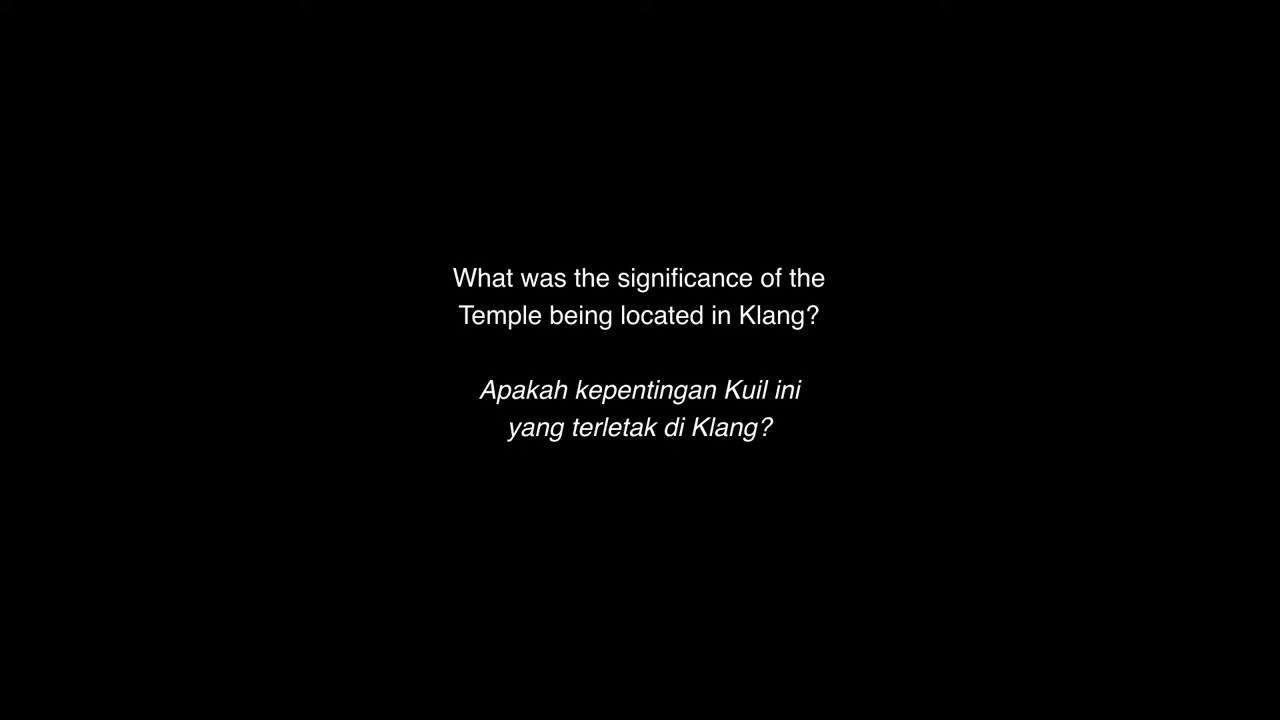 What was the significance of the
Temple being located in Klang?
Apakah kepentingan Kuil ini
yang terletak di Klang?